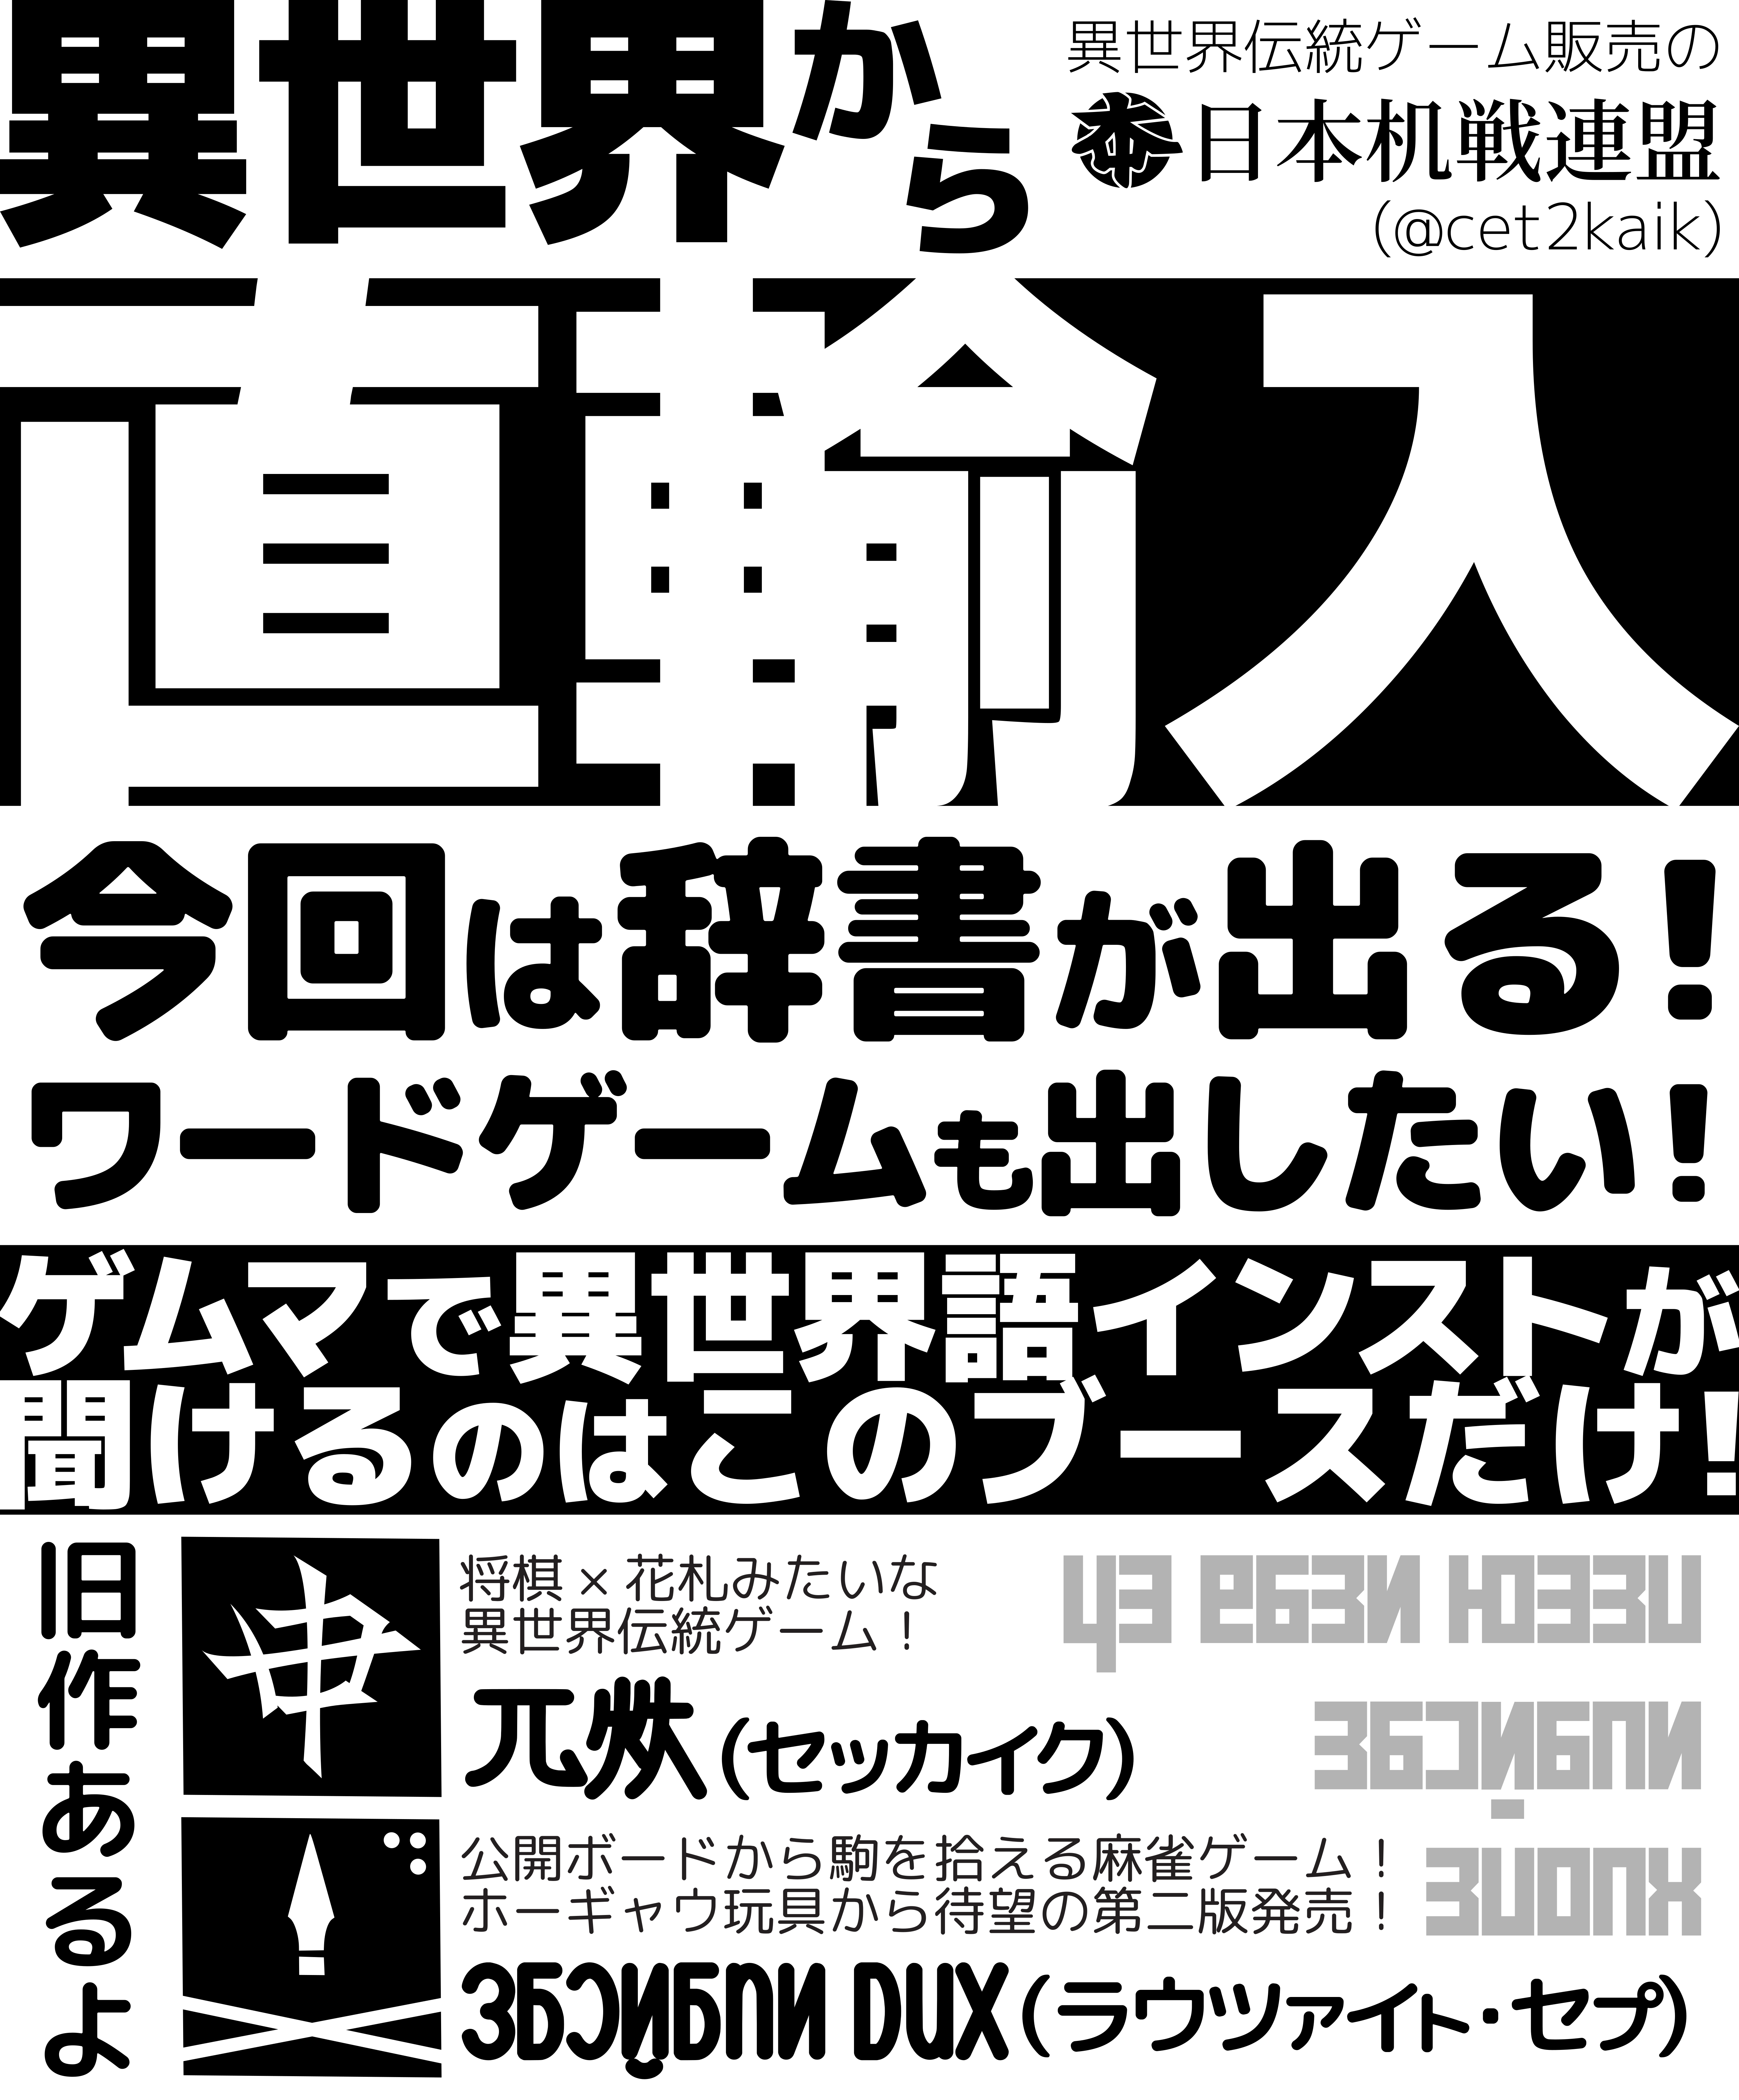 異世界から
異世界伝統ゲーム販売の
日本机戦連盟
(@cet2kaik)
直輸入
今回は辞書が出る！
ワードゲームも出したい！
ゲムマで異世界語インストが
聞けるのはこのブースだけ！
旧作あるよ
将棋×花札みたいな
異世界伝統ゲーム！
(セッカイク)
公開ボードから駒を拾える麻雀ゲーム！
ホーギャウ玩具から待望の第二版発売！
(ラウツァイト・セプ)